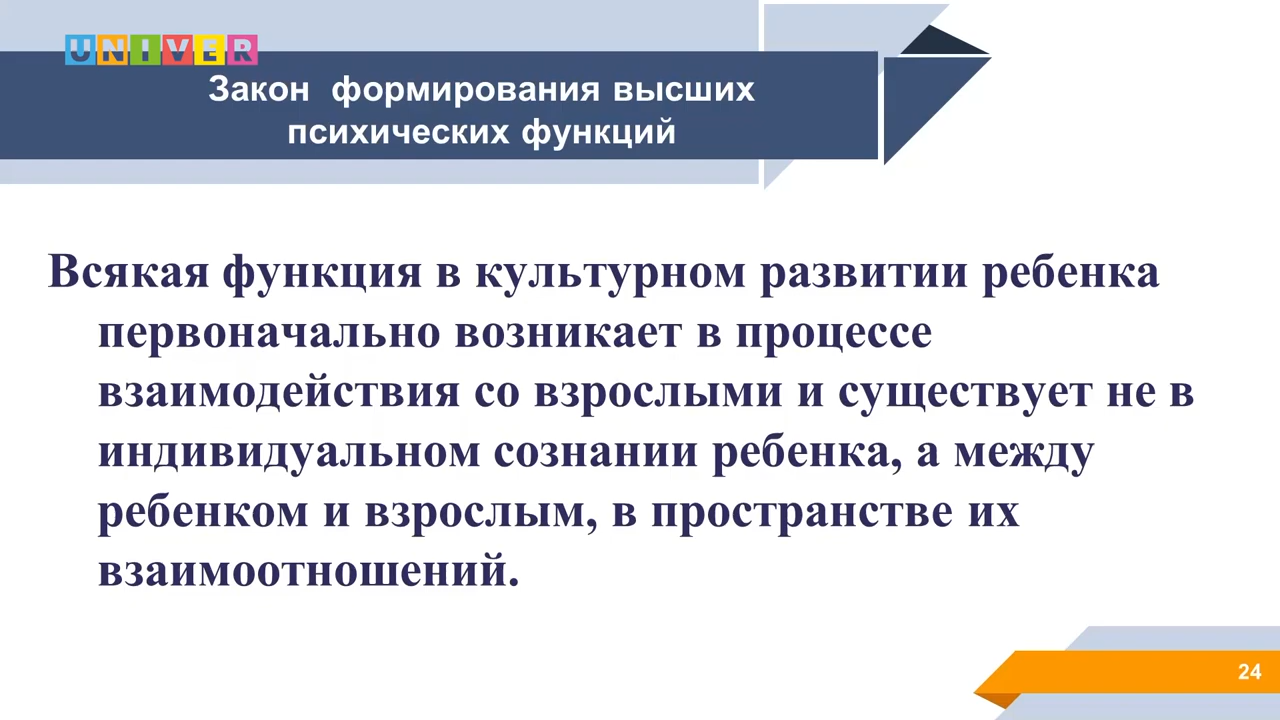 UNIVER
Закон формирования высших
психических функций
Всякая функция в культурном развитии ребенка
первоначально возникает в процессе
взаимодействия со взрослыми и существует не в
индивидуальном сознании ребенка, а между
ребенком и взрослым, в пространстве их
взаимоотношений.
24